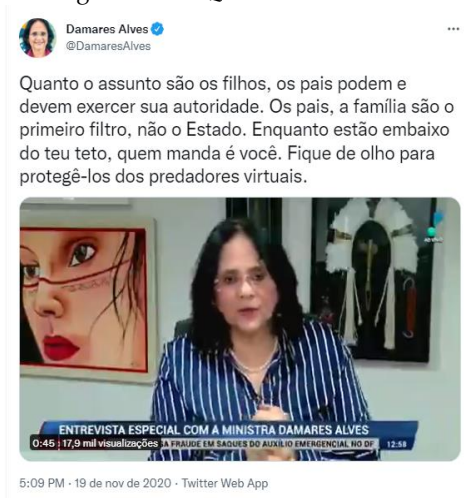 Damares Alves
@DamaresAlves
Quanto o assunto são os filhos, os pais podem e
devem exercer sua autoridade. Os pais, a família são o
primeiro filtro, não o Estado. Enquanto estão embaixo
do teu teto, quem manda é você. Fique de olho para
protegê-los dos predadores virtuais.
AO VIVO
ENTREVISTA ESPECIAL COM A MINISTRA DAMARES ALVES
0:45 17,9 mil visualizações GA FRAUDE EM SAQUES DO AUXÍLIO EMERGENCIAL NO DF 12:58
5:09 PM · 19 de nov de 2020 · Twitter Web App